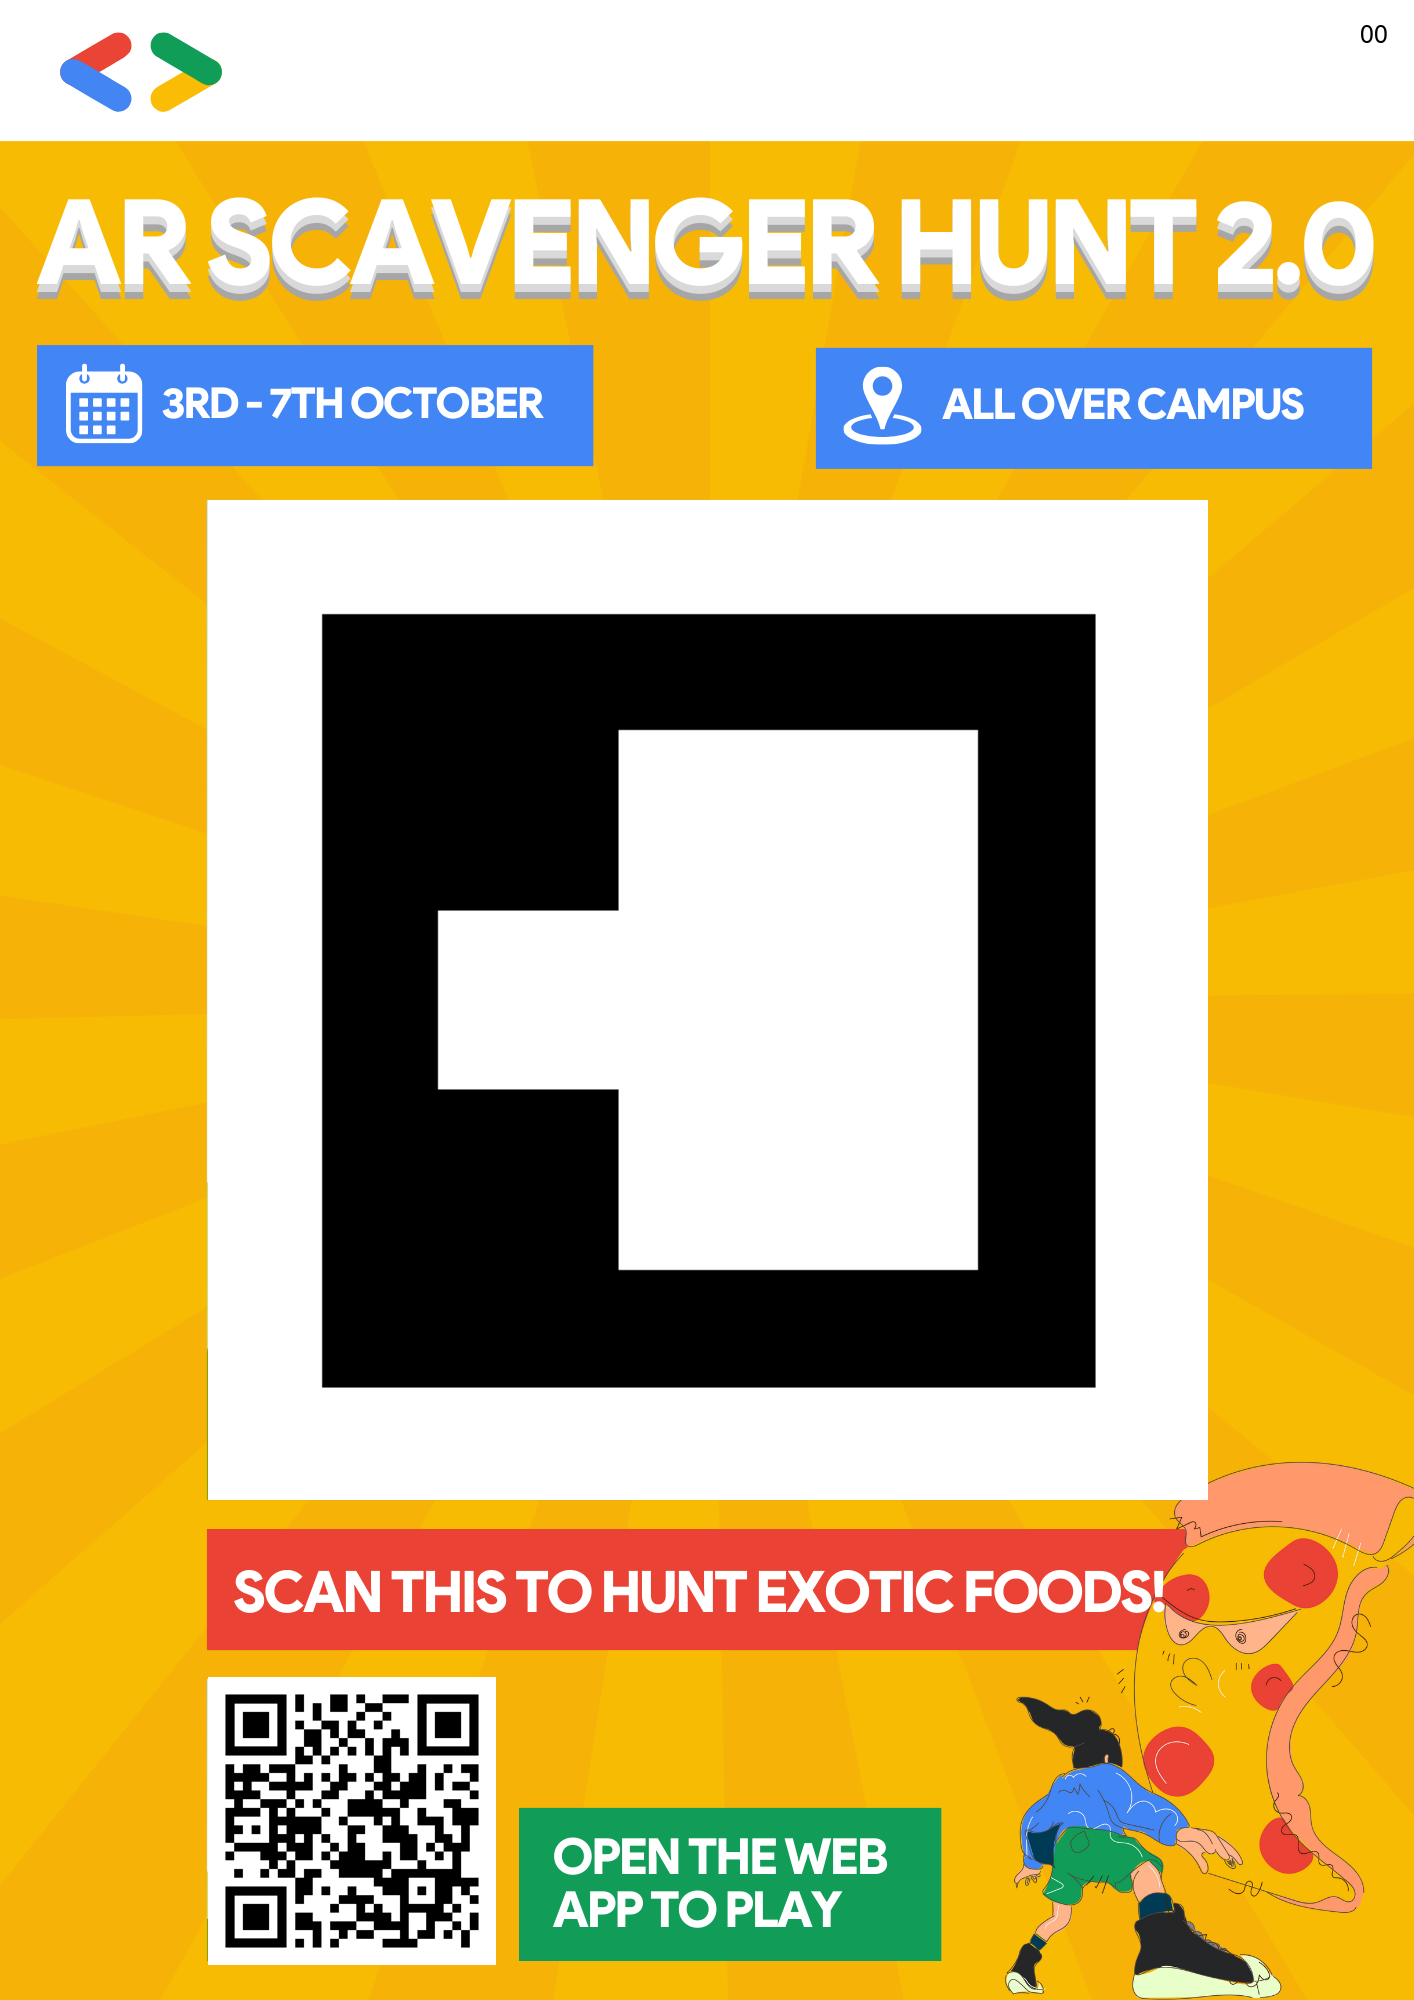 00
AR SCAVENGER HUNT 2.0
3RD - 7TH OCTOBER
ALL OVER CAMPUS
SCAN THIS TO HUNT EXOTIC FOODS!
OPEN THE WEB
APP TO PLAY